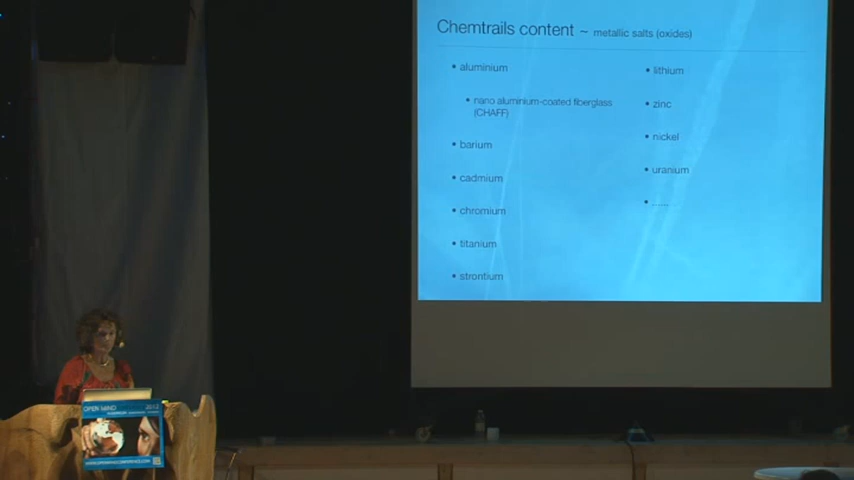 Chemtrails content ~ metallic salts (oxides)
• aluminium
• nano aluminium-coated fiberglass
(CHAFF)
• barium
• cadmium
• chromium
• titanium
• strontium
• lithium
• zinc
• nickel
• uranium
• ......
OPEN MIND 2012